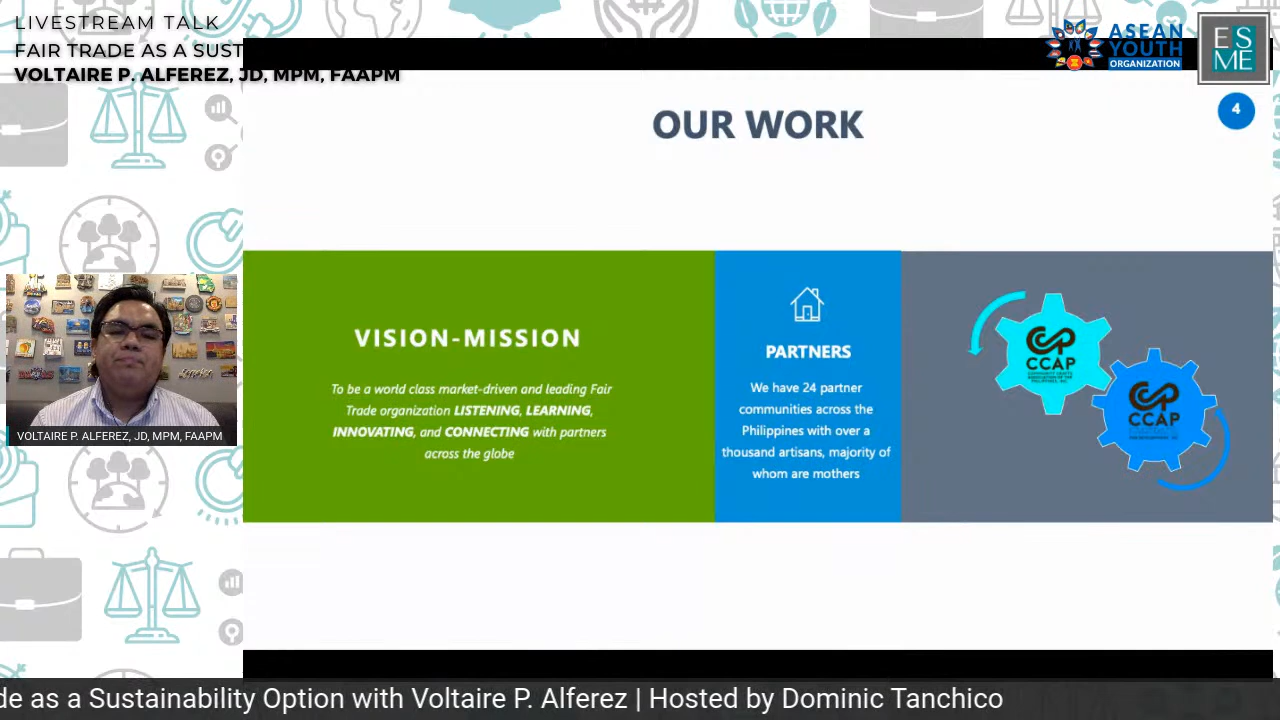 LIVESTREAM TALK
FAIR TRADE AS A SUST
VOLTAIRE P. ALFEREZ, JD, MPM, FAAPM
ASEAN
YOUTH
ORGANIZATION
ES
ME
OUR WORK
4
VISION-MISSION
To be a world class market-driven and leading Fair
Trade organization LISTENING, LEARNING,
INNOVATING, and CONNECTING with partners
across the globe
PARTNERS
We have 24 partner
communities across the
Philippines with over a
thousand artisans, majority of
whom are mothers
CCAP
CCAP
VOLTAIRE P. ALFEREZ, JD, MPM, FAAPM
de as a Sustainability Option with Voltaire P. Alferez | Hosted by Dominic Tanchico